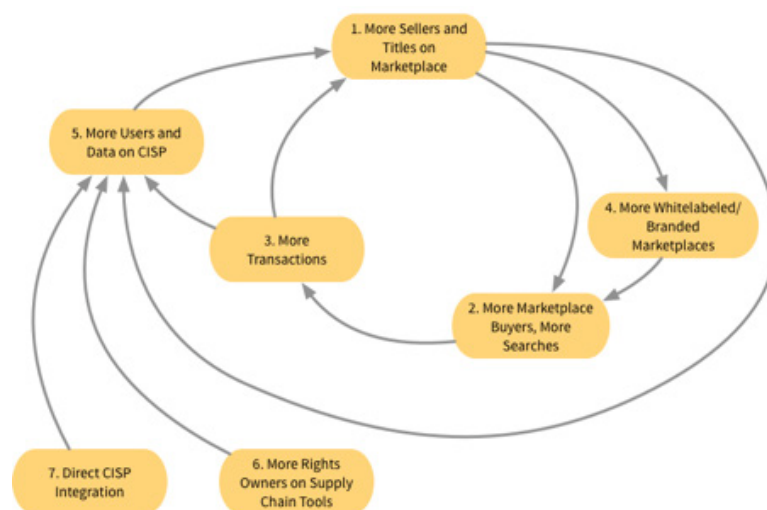 1. More Sellers and
Titles on
Marketplace
5. More Users and
Data on CISP
4. More Whitelabeled/
Branded
Marketplaces
3. More
Transactions
2. More Marketplace
Buyers, More
Searches
7. Direct CISP
Integration
6. More Rights
Owners on Supply
Chain Tools